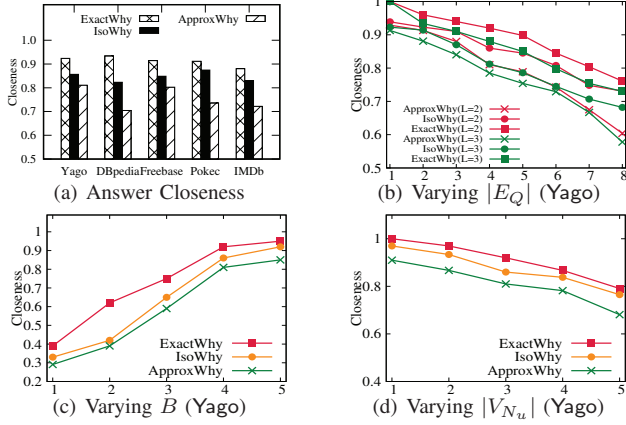 ExactWhy
IsoWhy
ApproxWhy
Closeness
1
0.9
0.8
0.7
0.6
0.5
Yago DBpedia Freebase Pokec IMDb
(a) Answer Closeness
Closeness
1
0.9
0.8
0.7
0.6
0.5
ApproxWhy(L=2)
IsoWhy(L=2)
ExactWhy(L=2)
ApproxWhy(L=3)
IsoWhy(L=3)
ExactWhy(L=3)
1 2 3 4 5 6 7 8
(b) Varying |E_Q| (Yago)
Closeness
1
0.9
0.8
0.7
0.6
0.5
0.4
0.3
0.2
ExactWhy
IsoWhy
ApproxWhy
1 2 3 4 5
(c) Varying B (Yago)
Closeness
1
0.8
0.6
0.4
ExactWhy
IsoWhy
ApproxWhy
1 2 3 4 5
(d) Varying |V_{N_u}| (Yago)